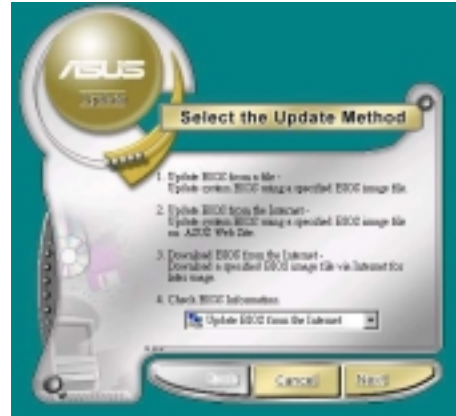 ASUS
Update
Select the Update Method
1. Update BIOS from a file -
Update system BIOS using a specified BIOS image file.
2. Update BIOS from the Internet -
Update system BIOS using a specified BIOS image file
on ASUS Web Site.
3. Download BIOS from the Internet -
Download a specified BIOS image file via Internet for
later usage.
4. Check BIOS Information.
Update BIOS from the Internet
Cancel
Next